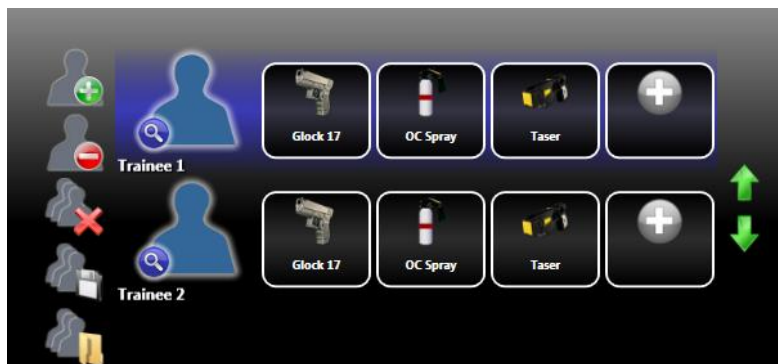 Glock 17 OC Spray Taser
Trainee 1
Glock 17 OC Spray Taser
Trainee 2